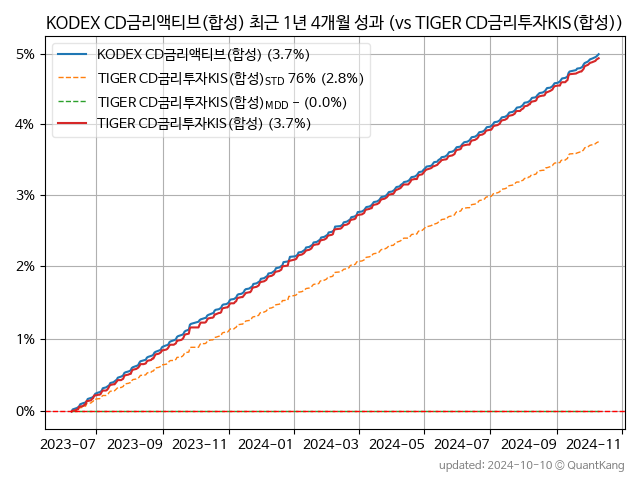 KODEX CD금리액티브(합성) 최근 1년 4개월 성과 (vs TIGER CD금리투자KIS(합성))
KODEX CD금리액티브(합성) (3.7%)
TIGER CD금리투자KIS(합성)STD 76% (2.8%)
TIGER CD금리투자KIS(합성)MDD − (0.0%)
TIGER CD금리투자KIS(합성) (3.7%)
5%
4%
3%
2%
1%
0%
2023-07 2023-09 2023-11 2024-01 2024-03 2024-05 2024-07 2024-09 2024-11
updated: 2024-10-10 © QuantKang